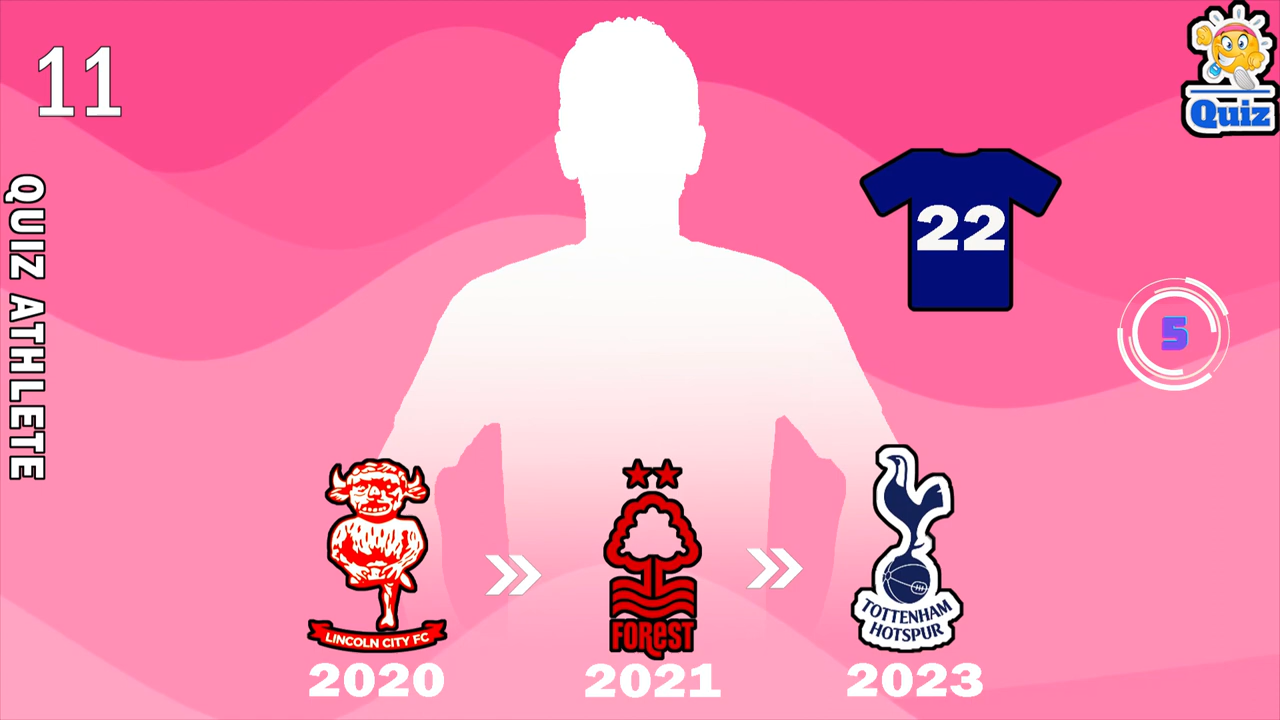 11
Quiz
QUIZ ATHLETE
22
5
LINCOLN CITY FC
FOREST
TOTTENHAM
HOTSPUR
2020
2021
2023